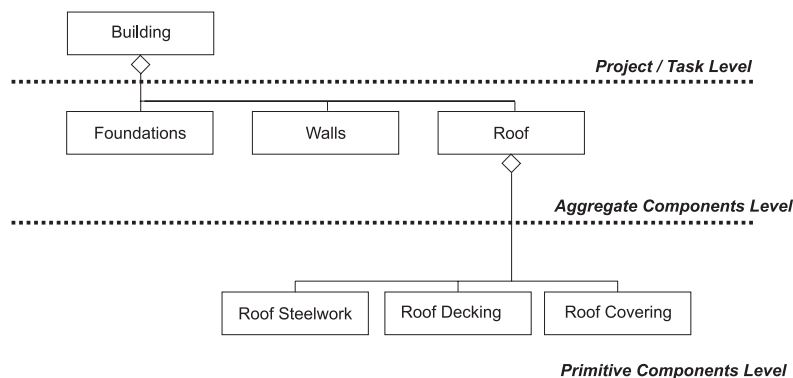 Building
Project / Task Level
Foundations Walls Roof
Aggregate Components Level
Roof Steelwork Roof Decking Roof Covering
Primitive Components Level